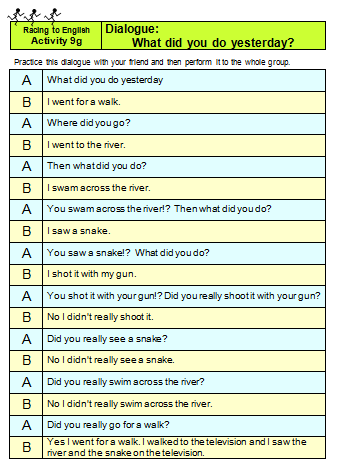 Racing to English
Activity 9g
Dialogue:
What did you do yesterday?
Practice this dialogue with your friend and then perform it to the whole group.
A What did you do yesterday
B I went for a walk.
A Where did you go?
B I went to the river.
A Then what did you do?
B I swam across the river.
A You swam across the river!? Then what did you do?
B I saw a snake.
A You saw a snake!? What did you do?
B I shot it with my gun.
A You shot it with your gun!? Did you really shoot it with your gun?
B No I didn't really shoot it.
A Did you really see a snake?
B No I didn't really see a snake.
A Did you really swim across the river?
B No I didn't really swim across the river.
A Did you really go for a walk?
B Yes I went for a walk. I walked to the television and I saw the
river and the snake on the television.